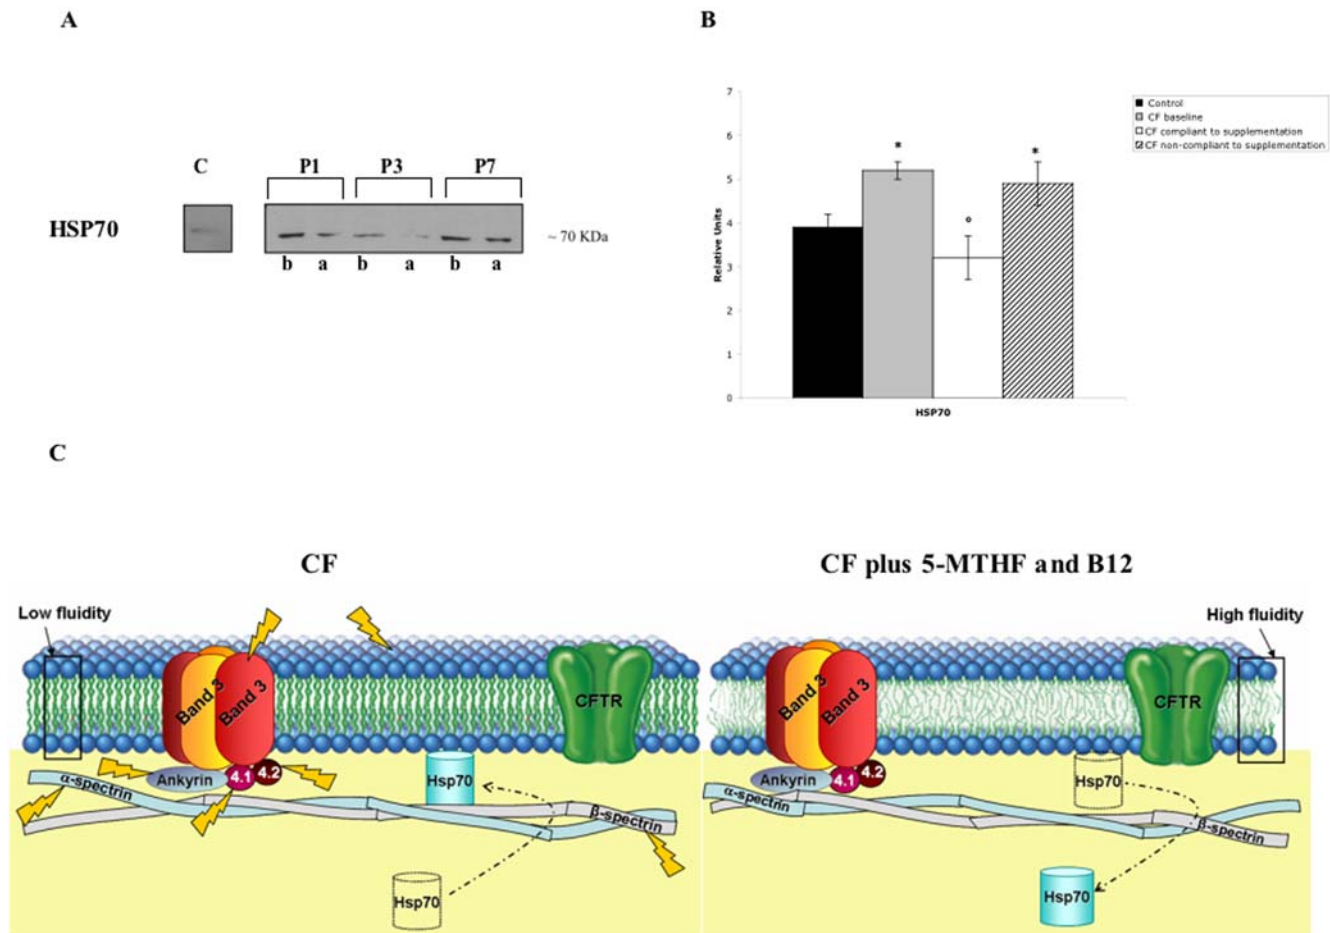 A
B
C
P1
P3
P7
HSP70
~ 70 KDa
b
a
b
a
b
a
7
6
5
4
3
2
1
0
Relative Units
*
°
*
HSP70
Control
CF baseline
CF compliant to supplementation
CF non-compliant to supplementation
C
CF
Low fluidity
Band 3
Band 3
CFTR
Ankyrin
4.1
4.2
Hsp70
α-spectrin
β-spectrin
Hsp70
CF plus 5-MTHF and B12
High fluidity
Band 3
Band 3
CFTR
Ankyrin
4.1
4.2
Hsp70
α-spectrin
β-spectrin
Hsp70